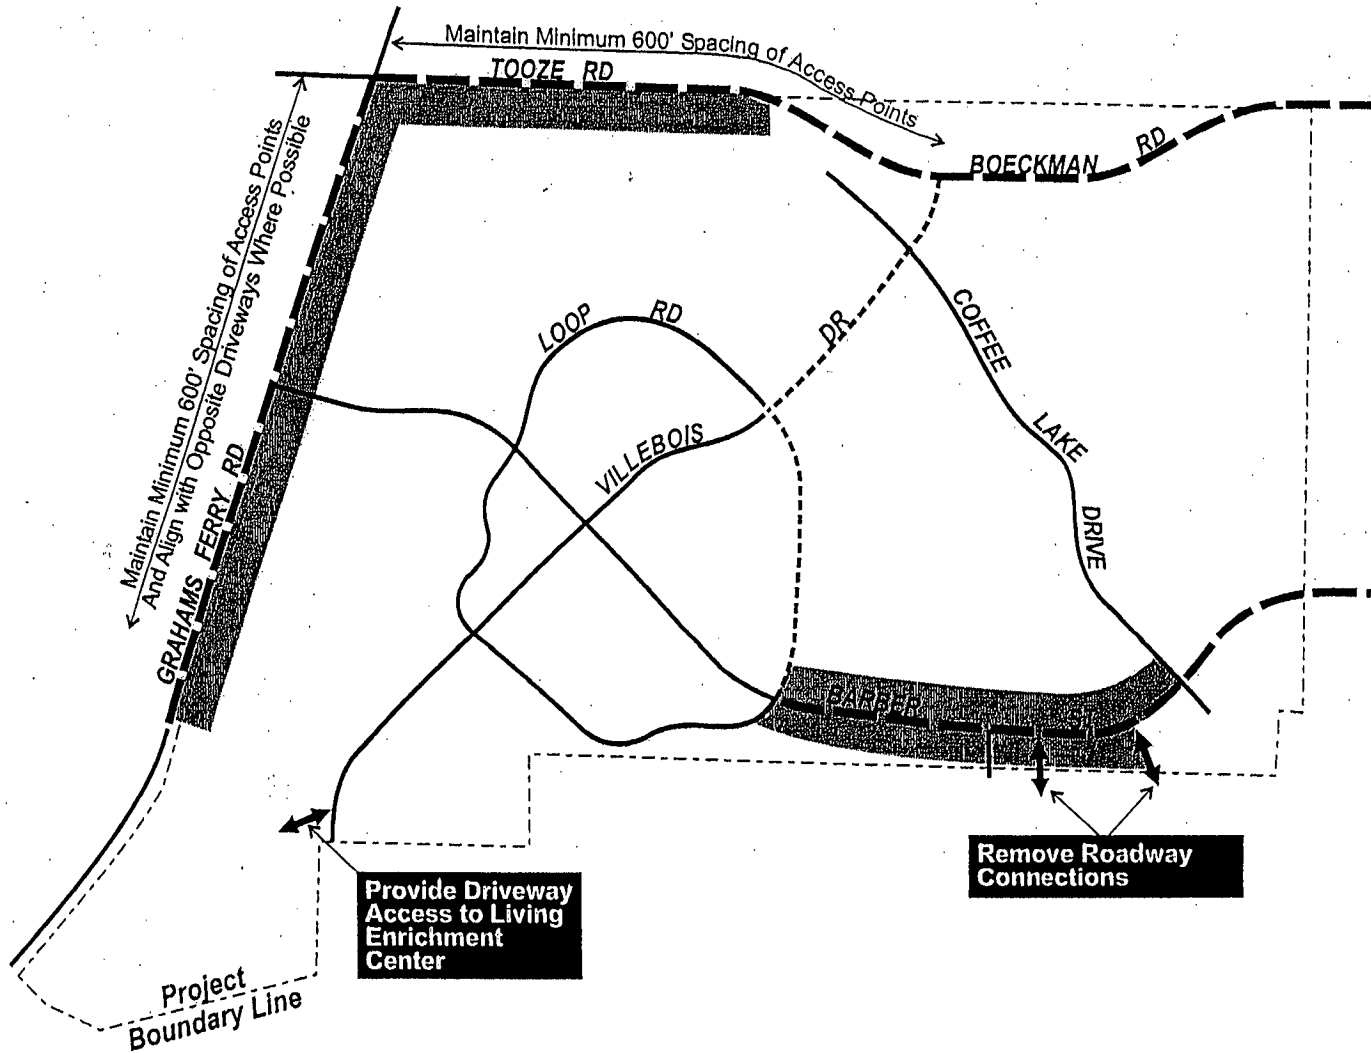 Maintain Minimum 600' Spacing of Access Points
TOOZE RD
BOECKMAN RD
Maintain Minimum 600' Spacing of Access Points
And Align with Opposite Driveways Where Possible
GRAHAMS FERRY RD
LOOP RD
VILLEBOIS DR
COFFEE LAKE DRIVE
BARBER ST
Remove Roadway
Connections
Provide Driveway
Access to Living
Enrichment
Center
Project
Boundary Line